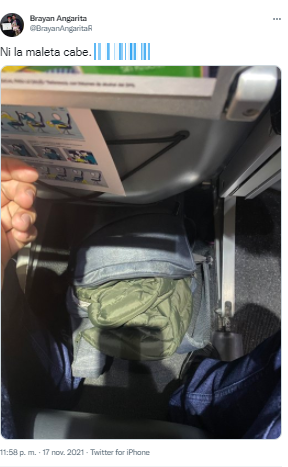 Brayan Angarita
@BrayanAngaritaR
Ni la maleta cabe.
11:58 p. m. · 17 nov. 2021 · Twitter for iPhone